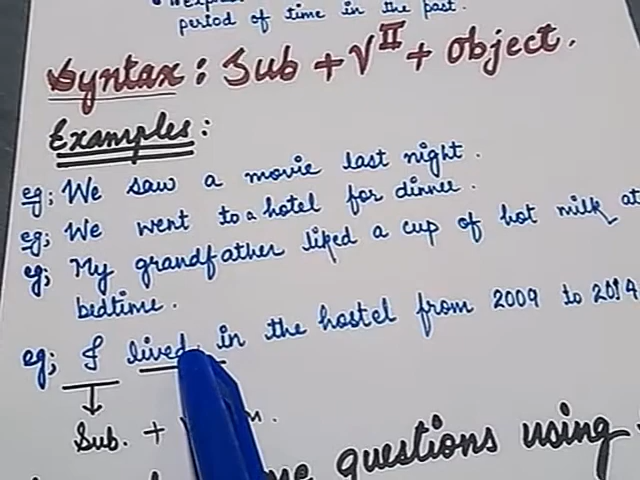 period of time in the past.
Syntax : Sub + V II + Object.
Examples :
eg; We saw a movie last night .
eg; We went to a hotel for dinner .
eg; My grandfather liked a cup of hot milk at
bedtime .
eg; I lived in the hostel from 2009 to 2014
Sub. +
questions using